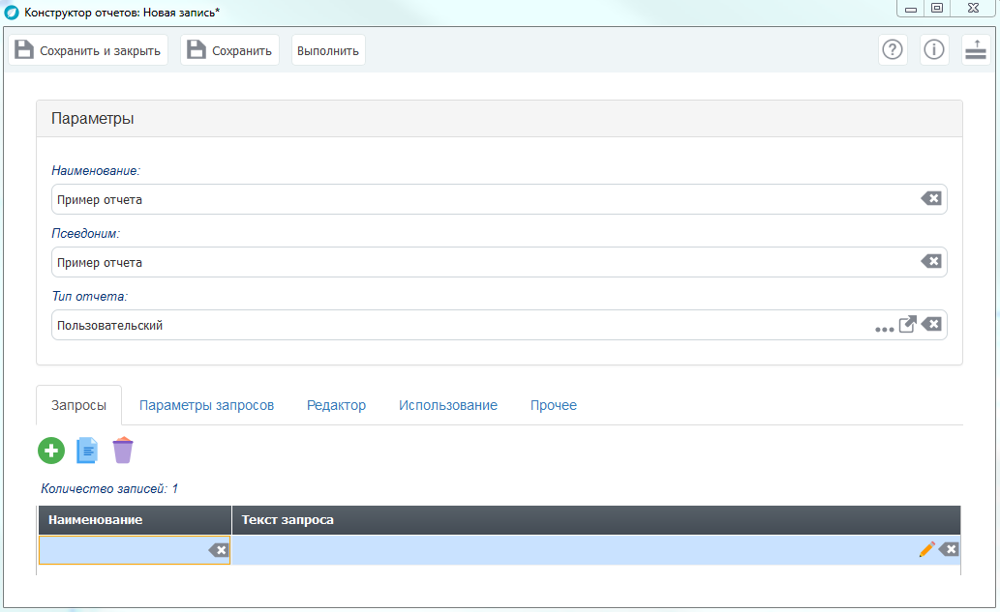 Конструктор отчетов: Новая запись*
Сохранить и закрыть Сохранить Выполнить
Параметры
Наименование:
Пример отчета
Псевдоним:
Пример отчета
Тип отчета:
Пользовательский
Запросы Параметры запросов Редактор Использование Прочее
Количество записей: 1
Наименование Текст запроса